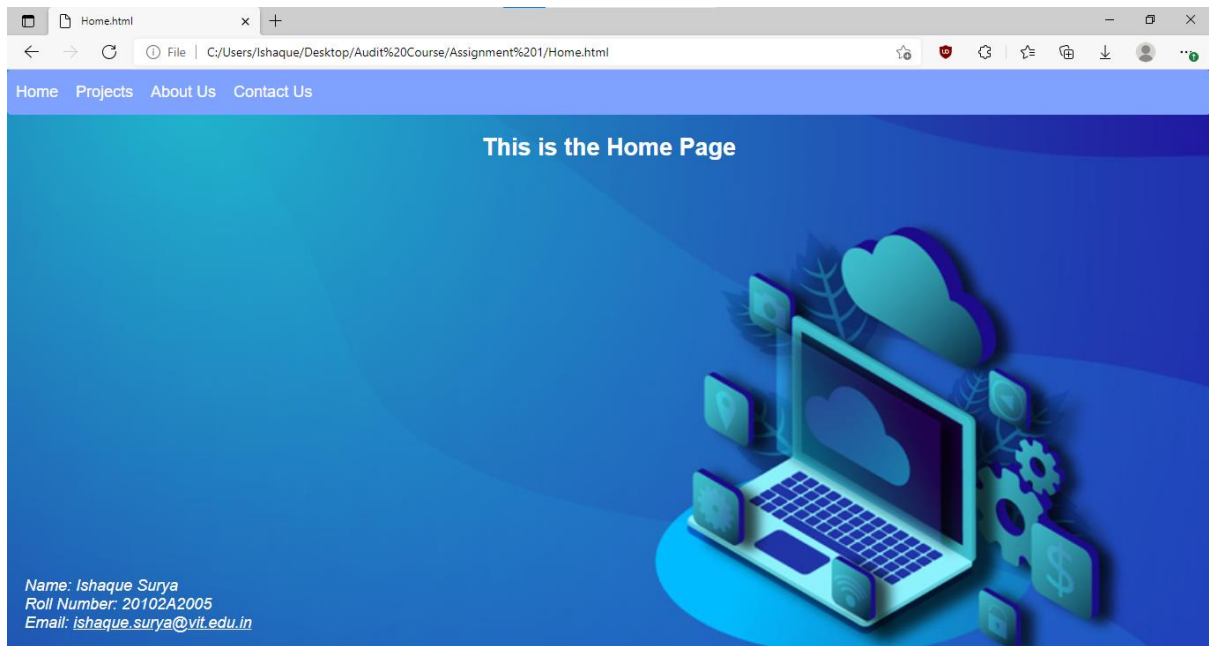 Home.html
File | C:/Users/Ishaque/Desktop/Audit%20Course/Assignment%201/Home.html
Home Projects About Us Contact Us
This is the Home Page
$
Name: Ishaque Surya
Roll Number: 20102A2005
Email: ishaque.surya@vit.edu.in